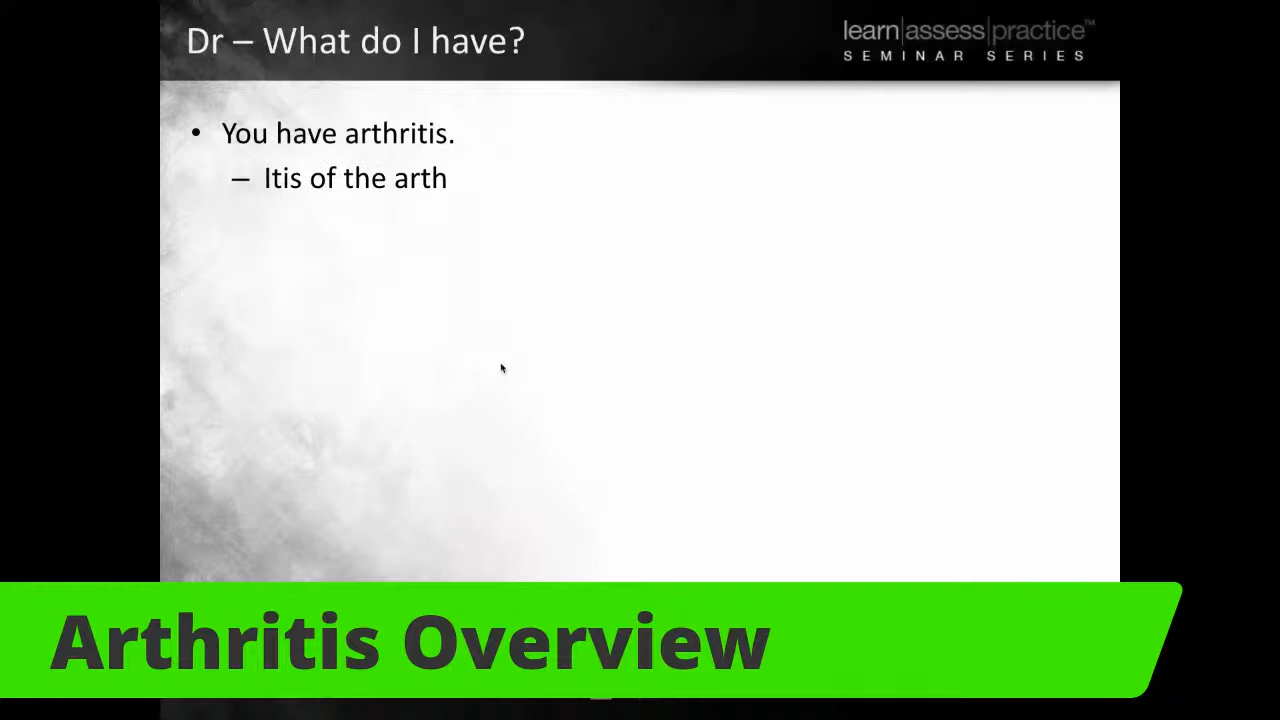 Dr – What do I have?
learn|assess|practice™
SEMINAR SERIES
• You have arthritis.
– Itis of the arth
Arthritis Overview